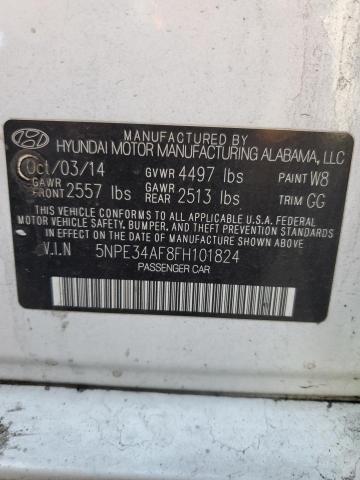 MANUFACTURED BY
HYUNDAI MOTOR MANUFACTURING ALABAMA, LLC
Oct/03/14 GVWR 4497 lbs PAINT W8
GAWR FRONT 2557 lbs GAWR REAR 2513 lbs TRIM GG
THIS VEHICLE CONFORMS TO ALL APPLICABLE U.S.A. FEDERAL
MOTOR VEHICLE SAFETY, BUMPER, AND THEFT PREVENTION STANDARDS
IN EFFECT ON THE DATE OF MANUFACTURE SHOWN ABOVE.
V.I.N 5NPE34AF8FH101824
PASSENGER CAR